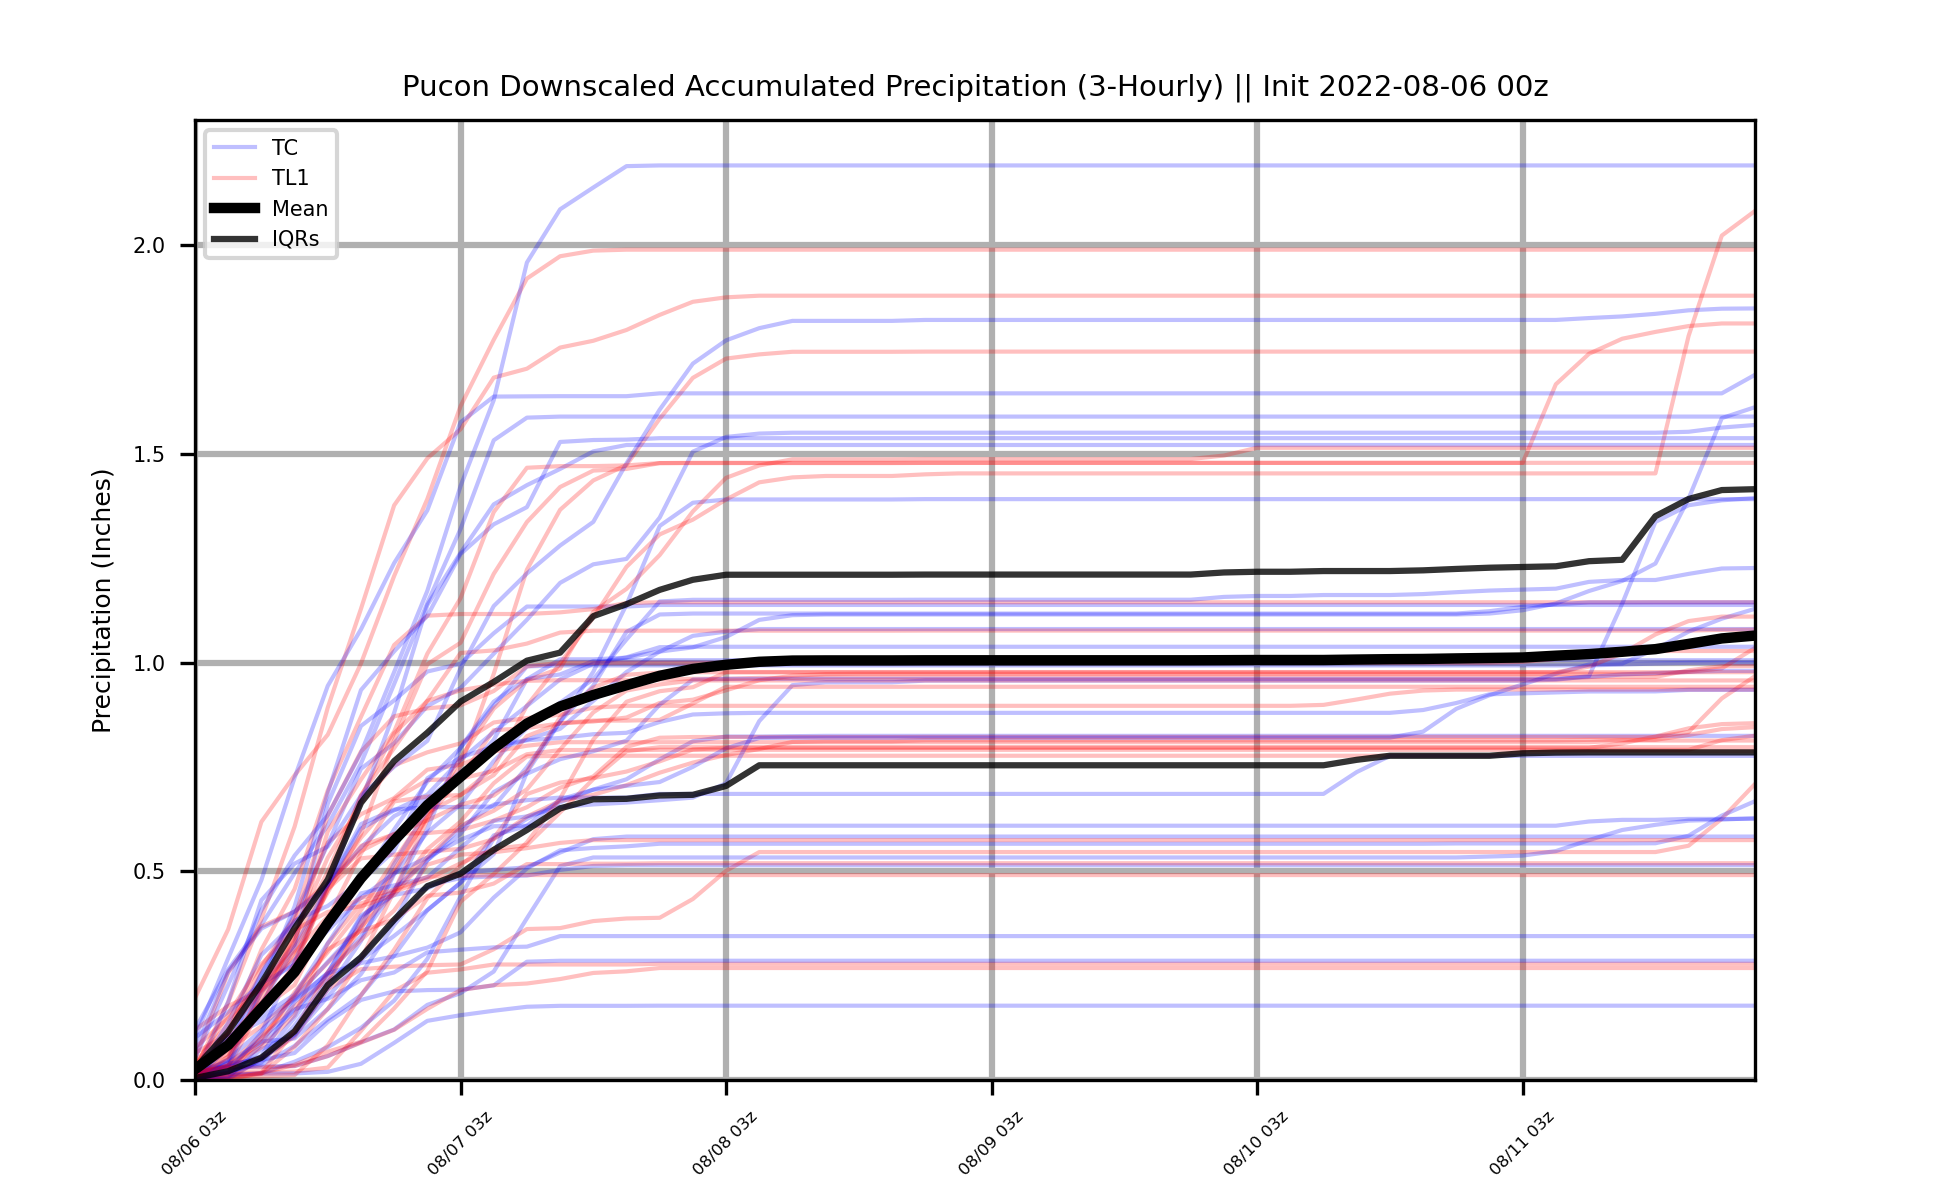 Pucon Downscaled Accumulated Precipitation (3-Hourly) || Init 2022-08-06 00z
TC
TL1
Mean
IQRs
Precipitation (Inches)
2.0
1.5
1.0
0.5
0.0
08/06 03z
08/07 03z
08/08 03z
08/09 03z
08/10 03z
08/11 03z